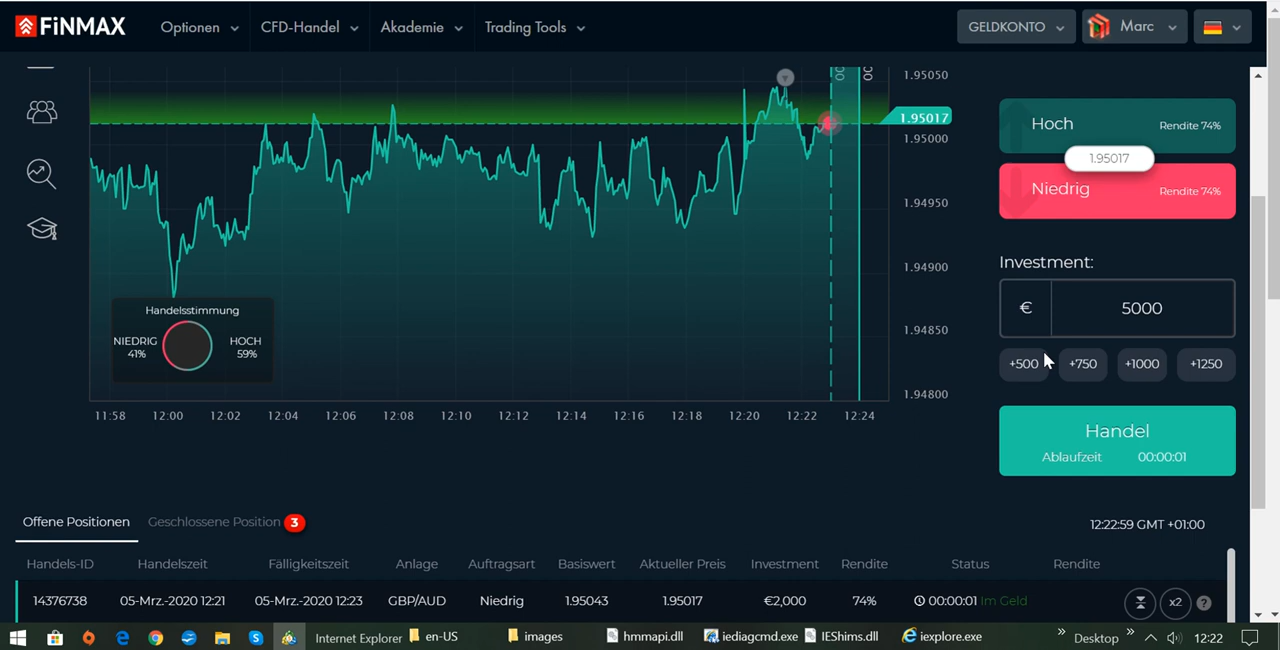 FiNMAX Optionen CFD-Handel Akademie Trading Tools GELDKONTO Marc
1.95050
1.95017
1.95000
1.94950
1.94900
1.94850
1.94800
Handelsstimmung
NIEDRIG HOCH
41% 59%
11:58 12:00 12:02 12:04 12:06 12:08 12:10 12:12 12:14 12:16 12:18 12:20 12:22 12:24
Hoch Rendite 74%
1.95017
Niedrig Rendite 74%
Investment:
€ 5000
+500 +750 +1000 +1250
Handel
Ablaufzeit 00:00:01
Offene Positionen Geschlossene Position 3 12:22:59 GMT +01:00
Handels-ID Handelszeit Fälligkeitszeit Anlage Auftragsart Basiswert Aktueller Preis Investment Rendite Status Rendite
14376738 05-Mrz.-2020 12:21 05-Mrz.-2020 12:23 GBP/AUD Niedrig 1.95043 1.95017 €2,000 74% 00:00:01 Im Geld x2 ?
Internet Explorer en-US images hmmapi.dll iediagcmd.exe IEShims.dll iexplore.exe » Desktop » 12:22